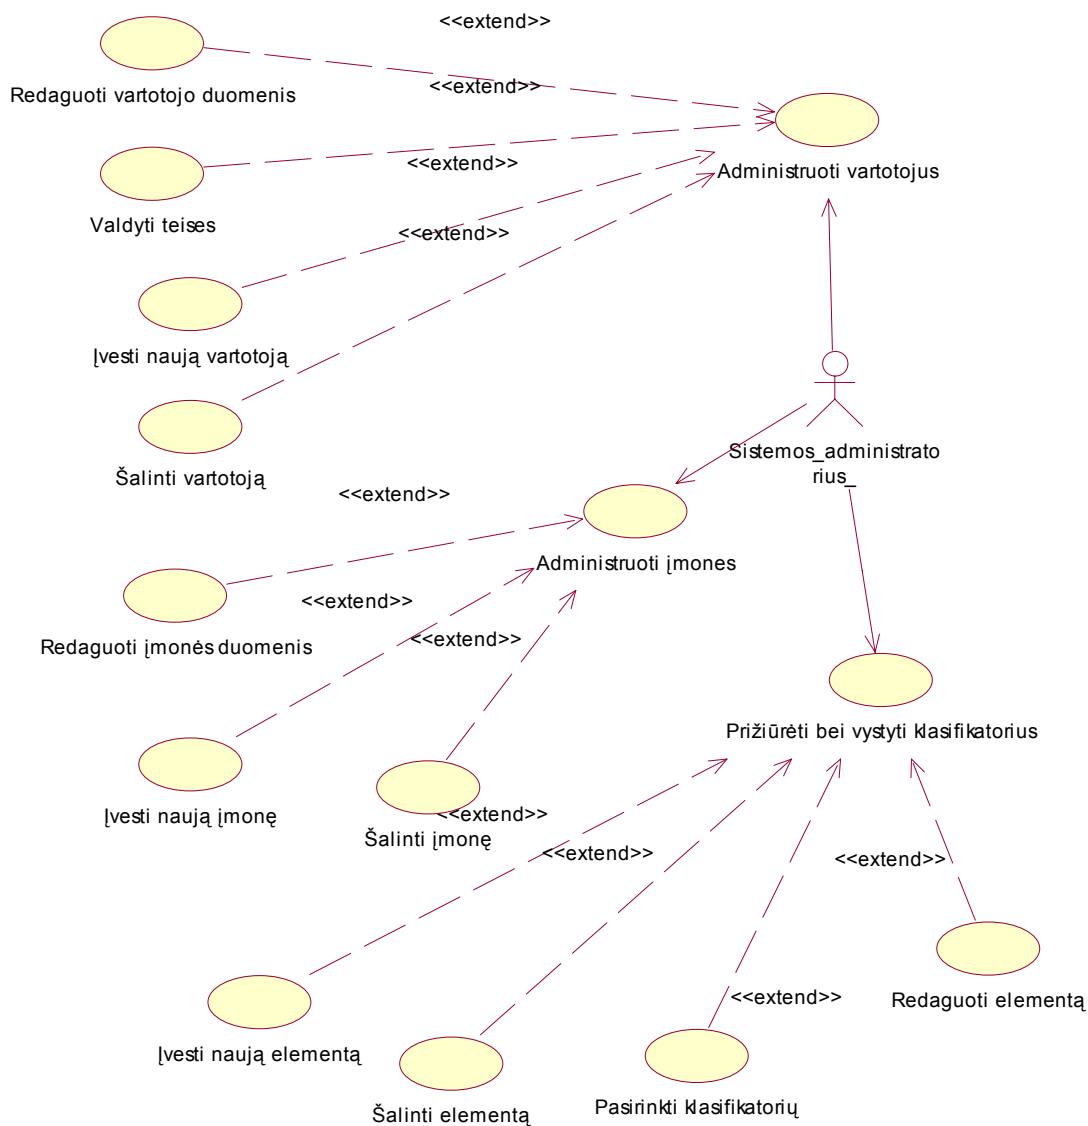 <<extend>>
<<extend>>
Redaguoti vartotojo duomenis
<<extend>>
Administruoti vartotojus
Valdyti teises
<<extend>>
Įvesti naują vartotoją
Šalinti vartotoją
Sistemos_administrato
rius_
<<extend>>
Administruoti įmones
<<extend>>
<<extend>>
Redaguoti įmonės duomenis
Prižiūrėti bei vystyti klasifikatorius
Įvesti naują įmonę
<<extend>>
Šalinti įmonę
<<extend>>
<<extend>>
<<extend>>
Redaguoti elementą
Įvesti naują elementą
Šalinti elementą
Pasirinkti klasifikatorių